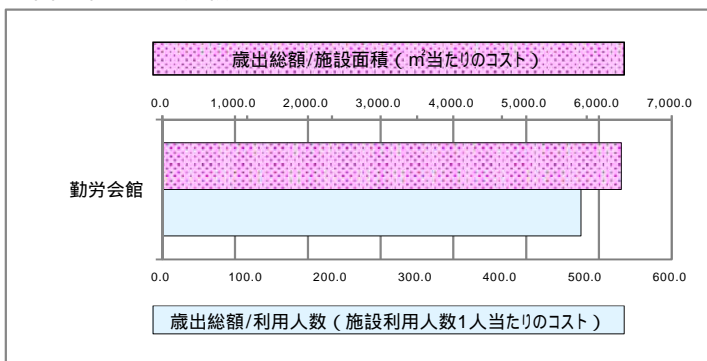 歳出総額/施設面積(㎡当たりのコスト)
0.0 1,000.0 2,000.0 3,000.0 4,000.0 5,000.0 6,000.0 7,000.0
勤労会館
0.0 100.0 200.0 300.0 400.0 500.0 600.0
歳出総額/利用人数(施設利用人数1人当たりのコスト)